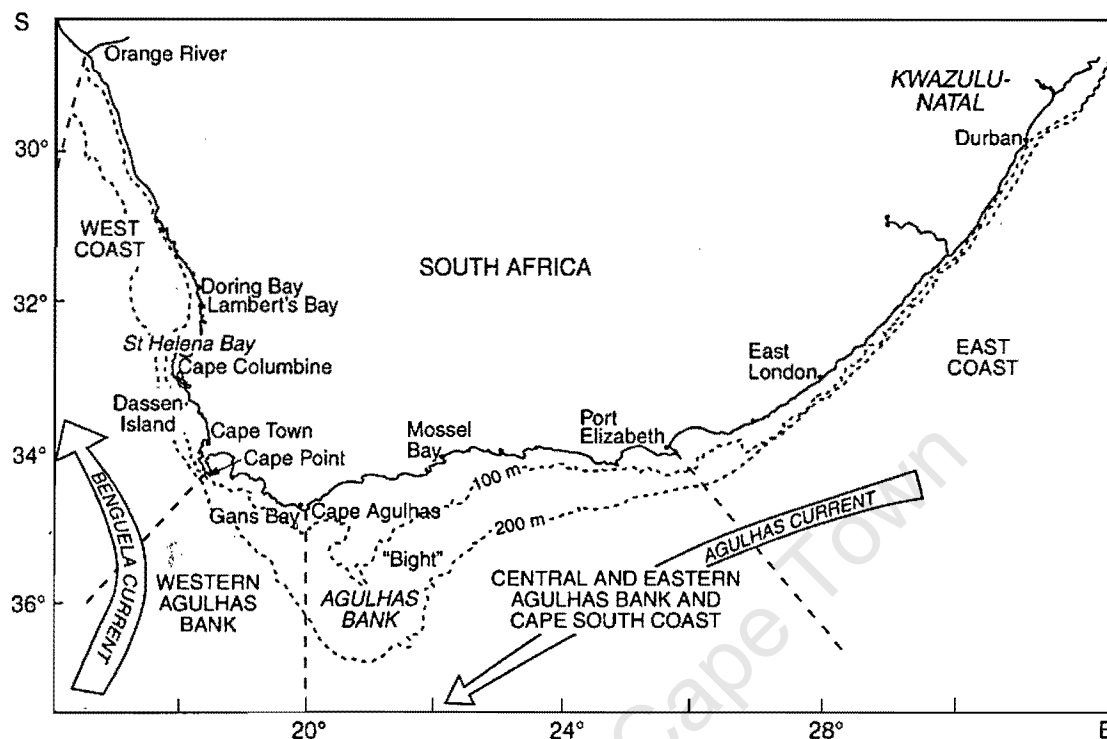 S
Orange River
KWAZULU-
NATAL
30°
Durban
WEST
COAST
SOUTH AFRICA
32°
Doring Bay
Lambert's Bay
St Helena Bay
Cape Columbine
East
London
EAST
COAST
Dassen
Island
Cape Town
Mossel
Bay
Port
Elizabeth
34°
Cape Point
100 m
BENGUELA CURRENT
Gans Bay
Cape Agulhas
200 m
AGULHAS CURRENT
"Bight"
WESTERN
AGULHAS
BANK
AGULHAS
BANK
CENTRAL AND EASTERN
AGULHAS BANK AND
CAPE SOUTH COAST
36°
Cape Town
20°
24°
28°
E